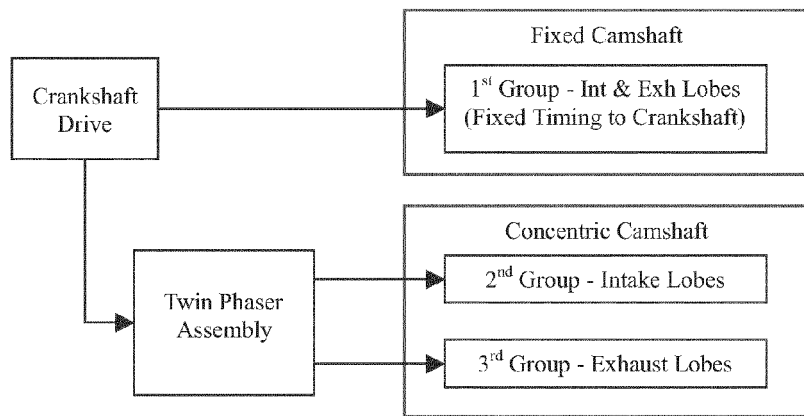 Fixed Camshaft
Crankshaft
Drive
1st Group - Int & Exh Lobes
(Fixed Timing to Crankshaft)
Concentric Camshaft
Twin Phaser
Assembly
2nd Group - Intake Lobes
3rd Group - Exhaust Lobes